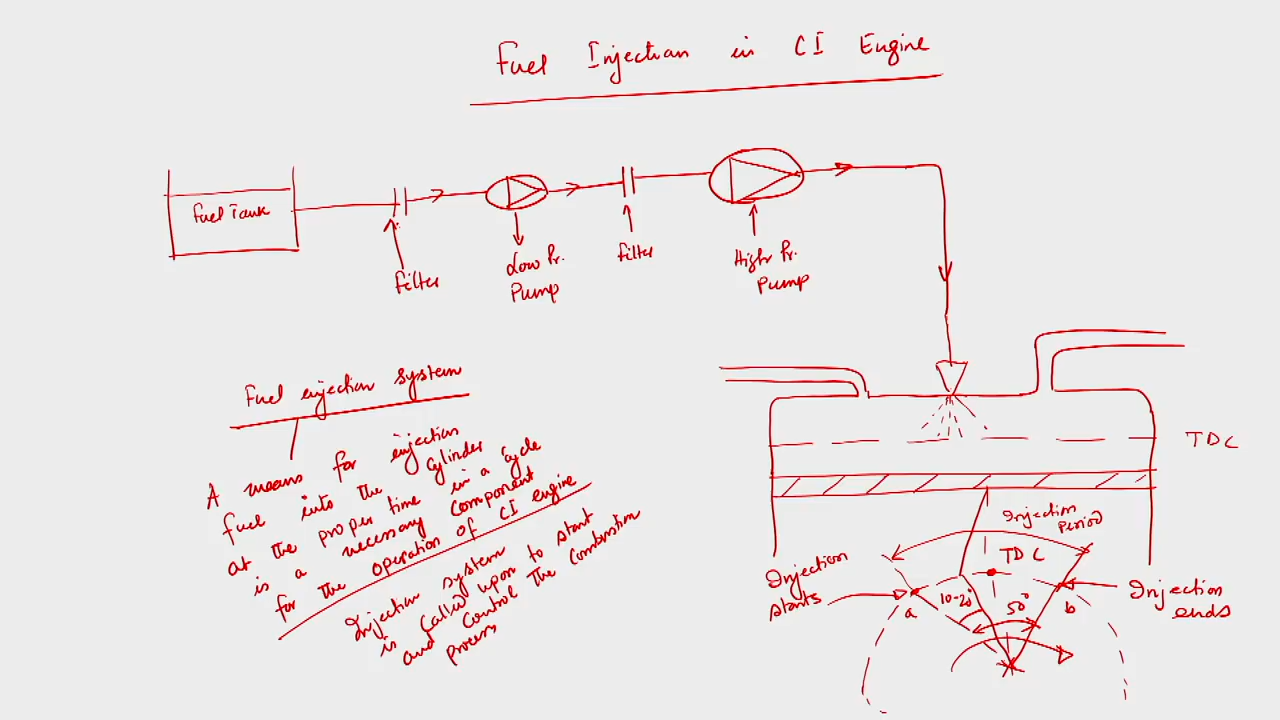 Fuel Injection in CI Engine
Fuel Tank
Filter
Low Pr.
Pump
Filter
High Pr.
Pump
Fuel injection system
A means for injection
fuel into the cylinder
at the proper time in a cycle
is a necessary component
for the operation of CI engine
Injection system
is called upon to start
and control the combustion
process
TDC
Injection
Period
TDC
Injection
starts
a
10-20°
50°
b
Injection
ends